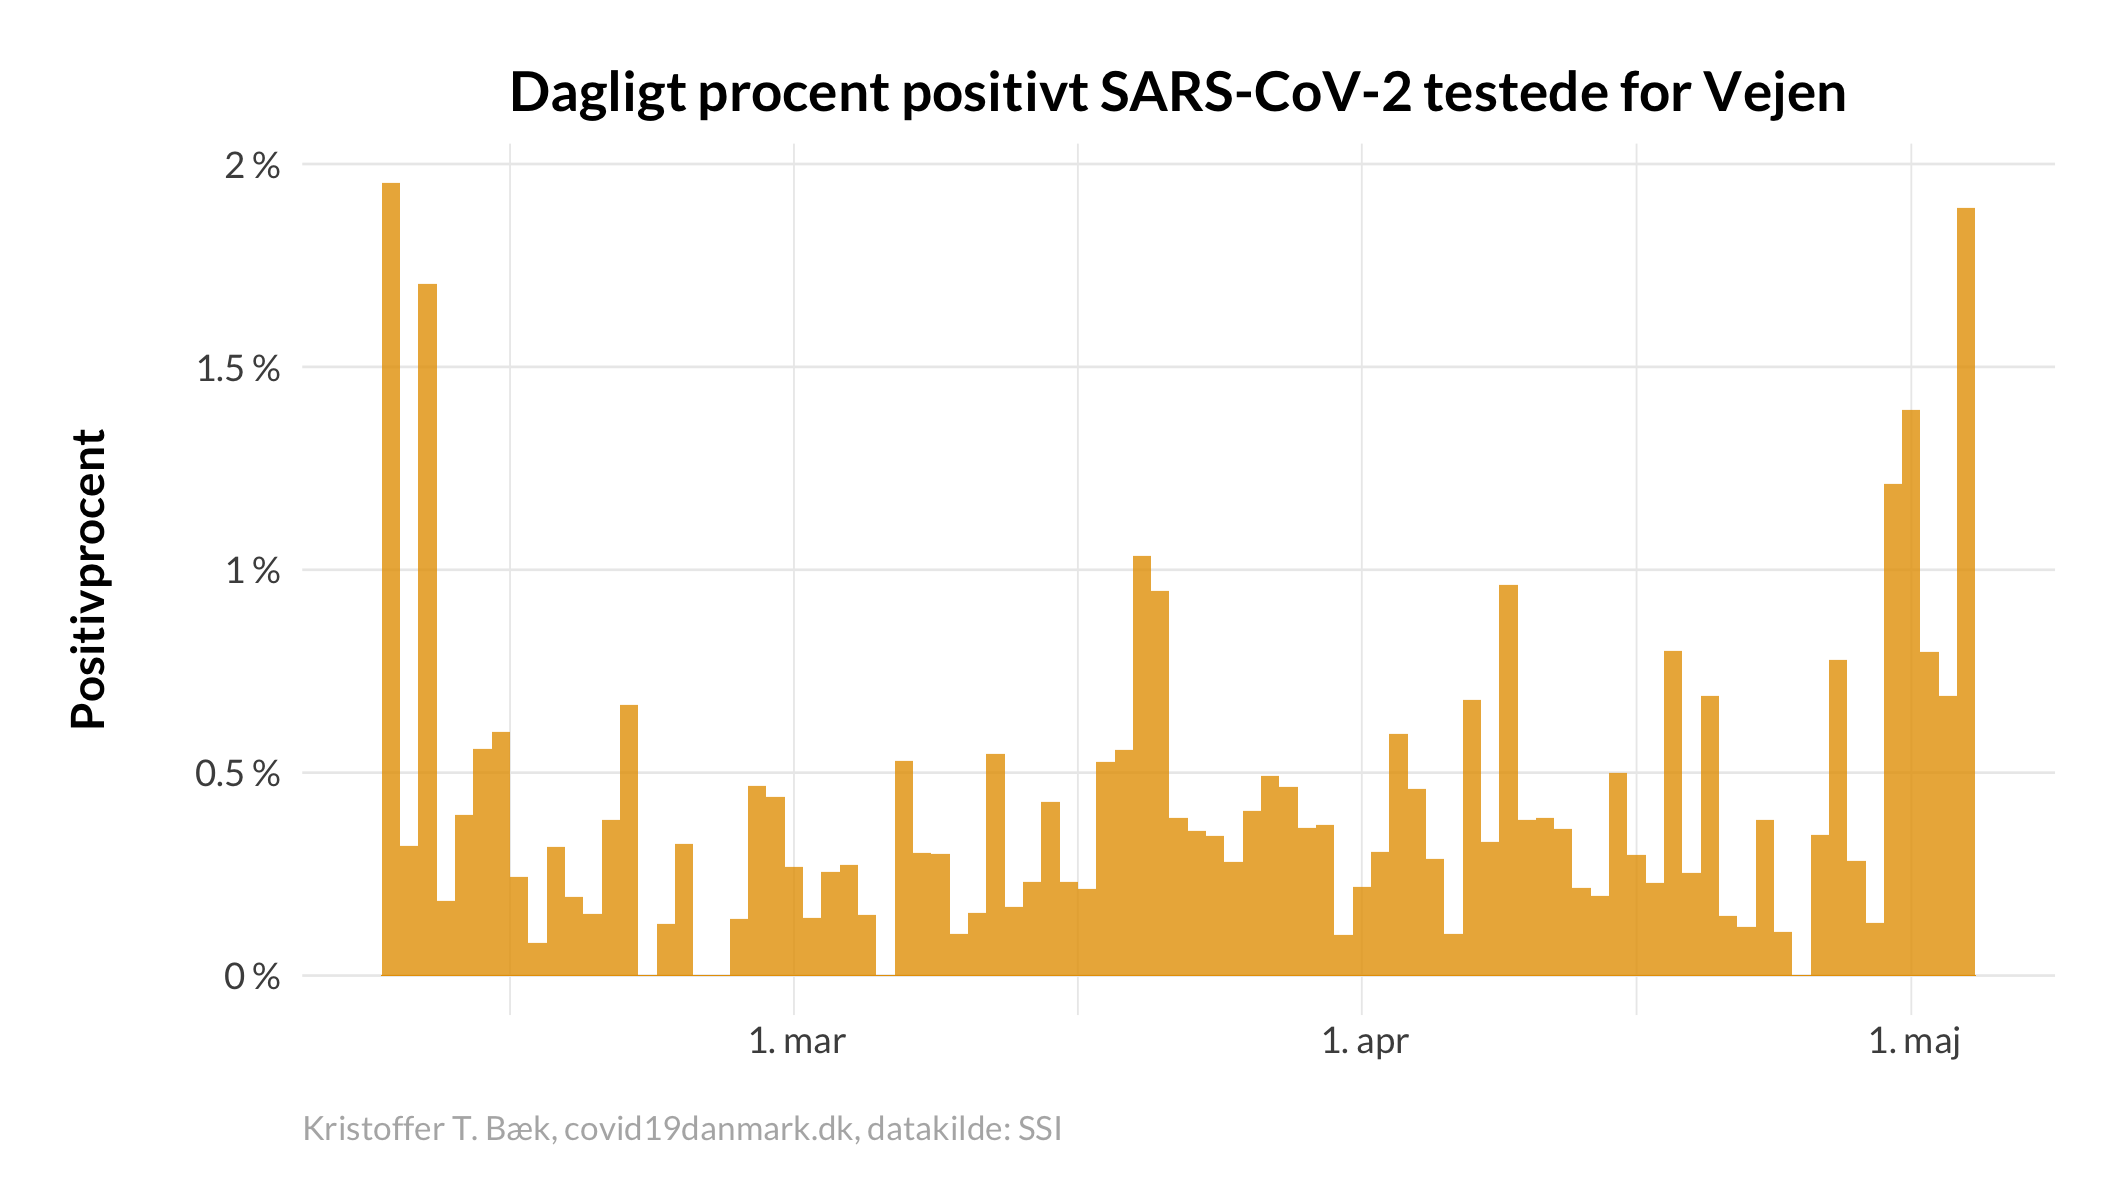 Dagligt procent positivt SARS-CoV-2 testede for Vejen
Positivprocent
2 %
1.5 %
1 %
0.5 %
0 %
1. mar
1. apr
1. maj
Kristoffer T. Bæk, covid19danmark.dk, datakilde: SSI